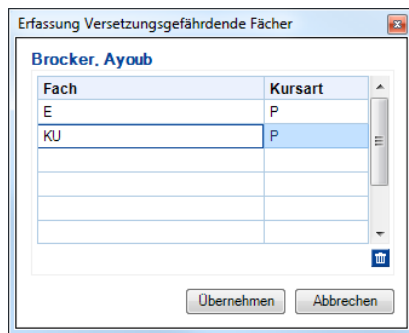 Erfassung Versetzungsgefährdende Fächer
Brocker, Ayoub
Fach Kursart
E P
KU P
Übernehmen Abbrechen